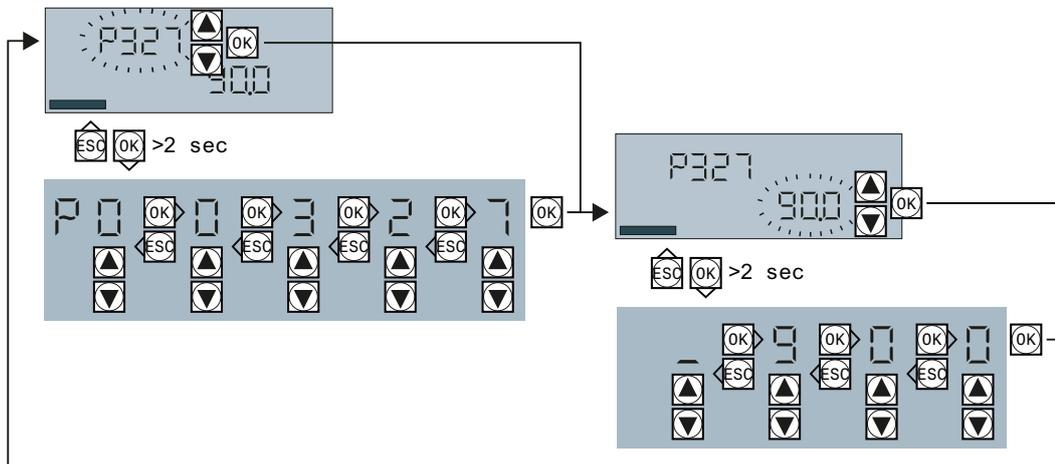 P327
OK
90.0
ESC OK >2 sec
P 0 OK 0 OK 3 OK 2 OK 7 OK
ESC ESC ESC ESC
P327
90.0 OK
ESC OK >2 sec
_ OK 9 OK 0 OK 0 OK
ESC ESC ESC